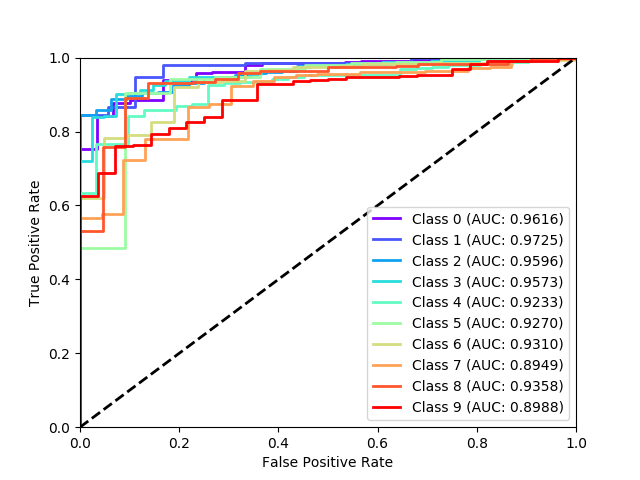 1.0
0.8
0.6
0.4
0.2
0.0
True Positive Rate
Class 0 (AUC: 0.9616)
Class 1 (AUC: 0.9725)
Class 2 (AUC: 0.9596)
Class 3 (AUC: 0.9573)
Class 4 (AUC: 0.9233)
Class 5 (AUC: 0.9270)
Class 6 (AUC: 0.9310)
Class 7 (AUC: 0.8949)
Class 8 (AUC: 0.9358)
Class 9 (AUC: 0.8988)
0.0 0.2 0.4 0.6 0.8 1.0
False Positive Rate